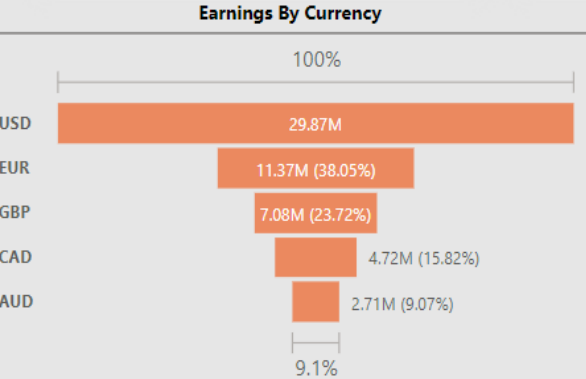 Earnings By Currency
100%
USD 29.87M
EUR 11.37M (38.05%)
GBP 7.08M (23.72%)
CAD 4.72M (15.82%)
AUD 2.71M (9.07%)
9.1%